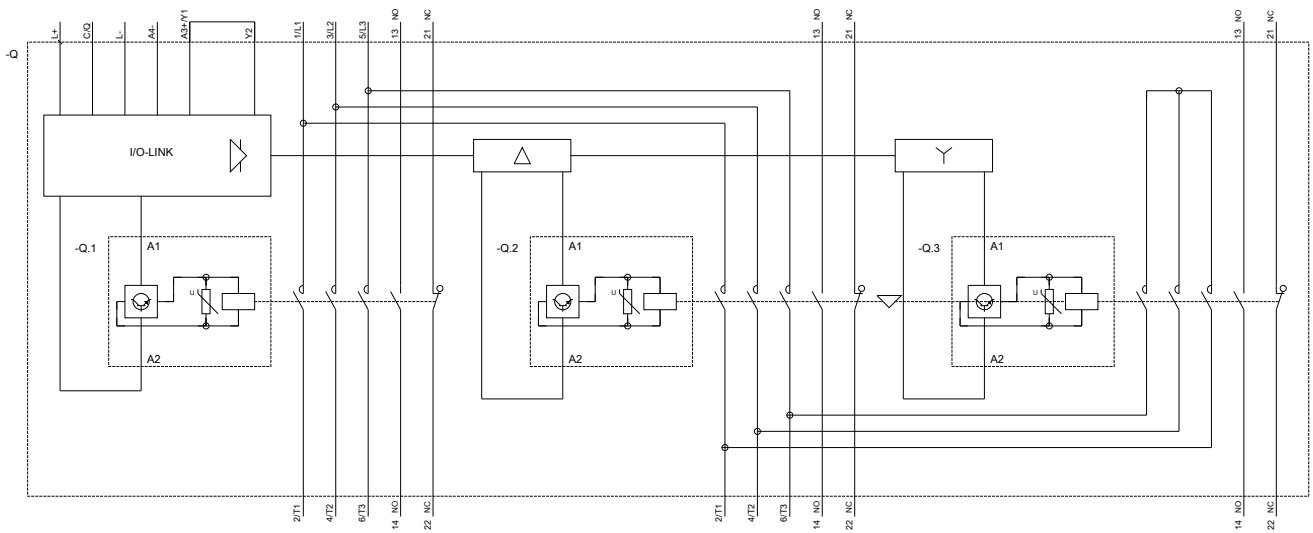 L+
C/Q
L-
A4-
A3+/Y1
Y2
1/L1
3/L2
5/L3
13 NO
21 NC
13 NO
21 NC
13 NO
21 NC
-Q
I/O-LINK
-Q.1
A1
U
A2
-Q.2
A1
U
A2
-Q.3
A1
U
A2
2/T1
4/T2
6/T3
14 NO
22 NC
2/T1
4/T2
6/T3
14 NO
22 NC
14 NO
22 NC